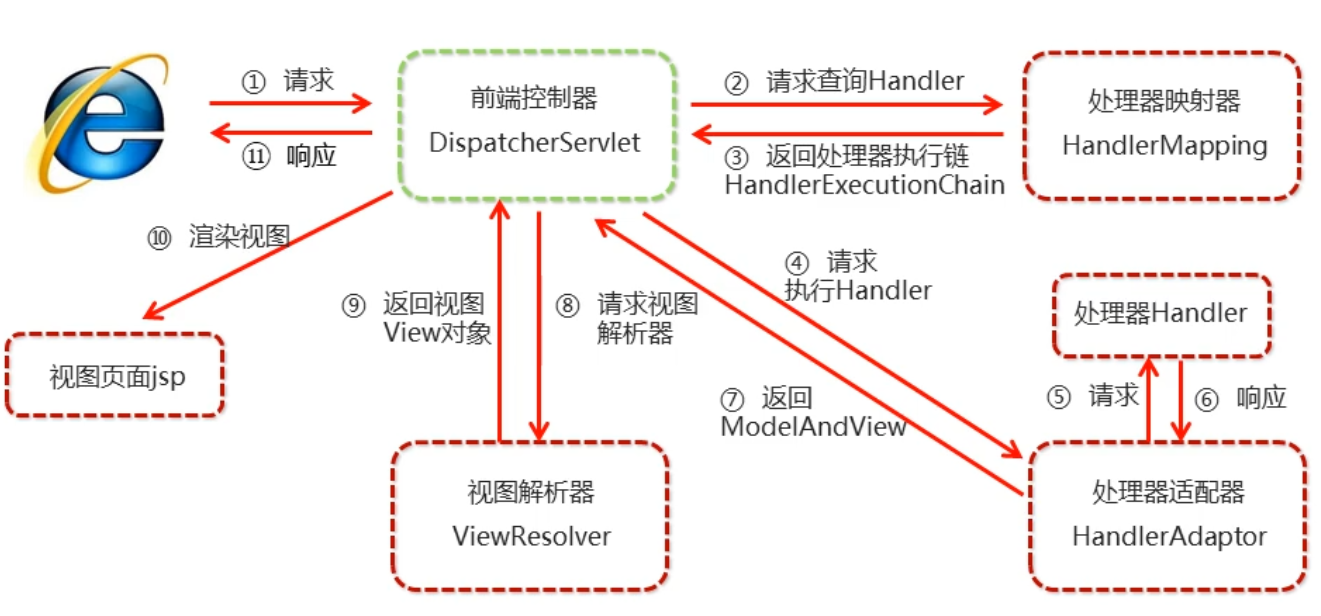 ① 请求
⑪ 响应
前端控制器
DispatcherServlet
② 请求查询Handler
③ 返回处理器执行链
HandlerExecutionChain
处理器映射器
HandlerMapping
⑩ 渲染视图
④ 请求
执行Handler
⑨ 返回视图
View对象
⑧ 请求视图
解析器
处理器Handler
视图页面jsp
⑦ 返回
ModelAndView
⑤ 请求
⑥ 响应
视图解析器
ViewResolver
处理器适配器
HandlerAdaptor